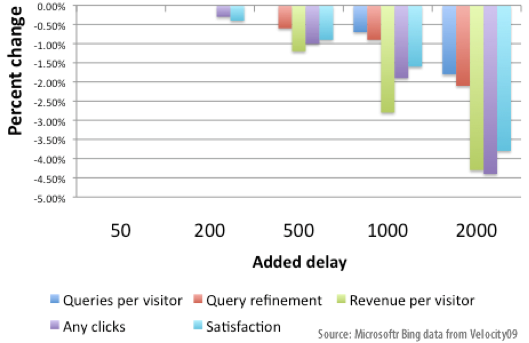 0.00%
-0.50%
-1.00%
-1.50%
-2.00%
-2.50%
-3.00%
-3.50%
-4.00%
-4.50%
-5.00%
Percent change
50 200 500 1000 2000
Added delay
Queries per visitor Query refinement Revenue per visitor
Any clicks Satisfaction
Source: Microsoftr Bing data from Velocity09